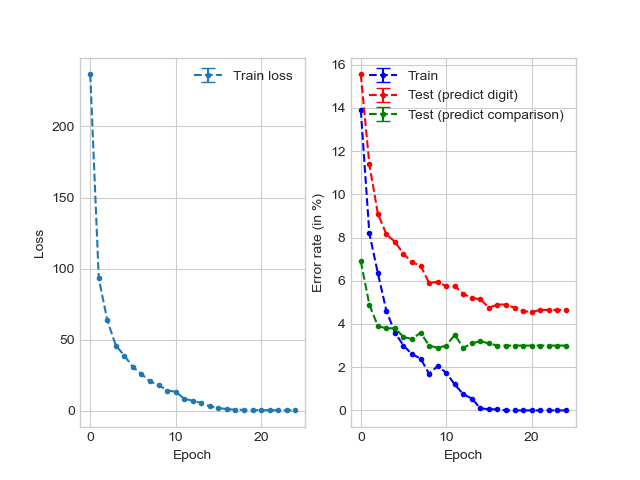 Train loss
200
150
100
50
0
Loss
0
10
20
Epoch
Train
Test (predict digit)
Test (predict comparison)
16
14
12
10
8
6
4
2
0
Error rate (in %)
0
10
20
Epoch